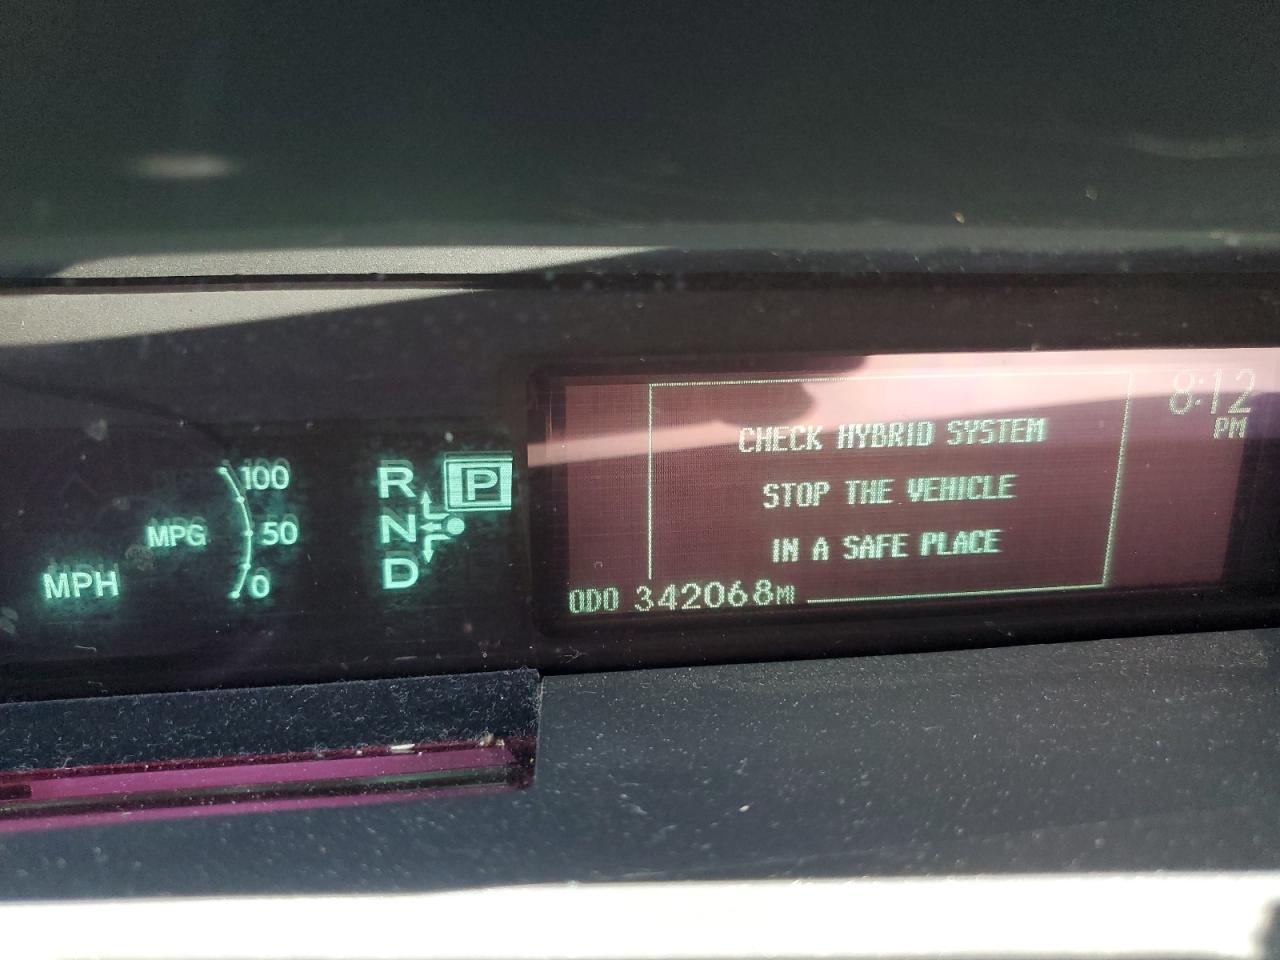 100
MPG
50
MPH
0
R
P
N
D
8:12
PM
CHECK HYBRID SYSTEM
STOP THE VEHICLE
IN A SAFE PLACE
ODO 342068MI